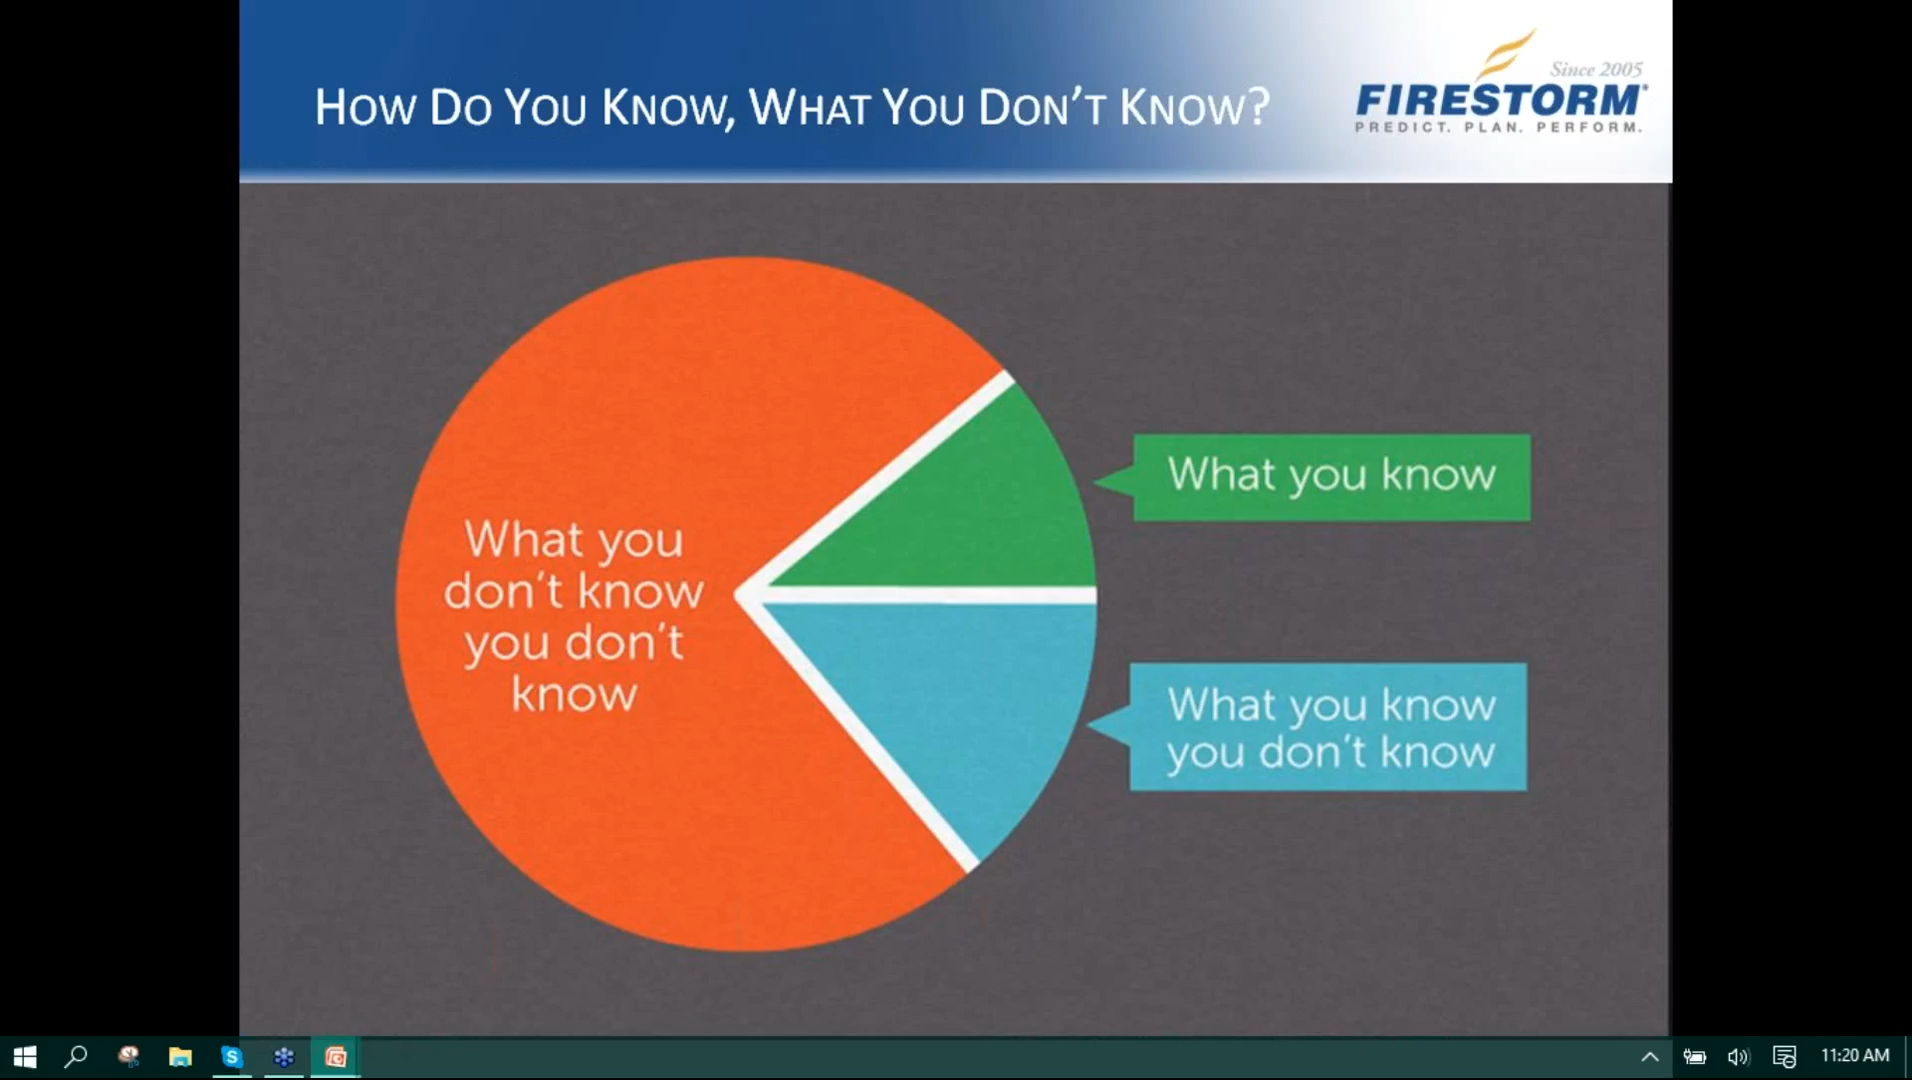 HOW DO YOU KNOW, WHAT YOU DON'T KNOW?
Since 2005
FIRESTORM®
PREDICT. PLAN. PERFORM.
What you
don't know
you don't
know
What you know
What you know
you don't know
11:20 AM